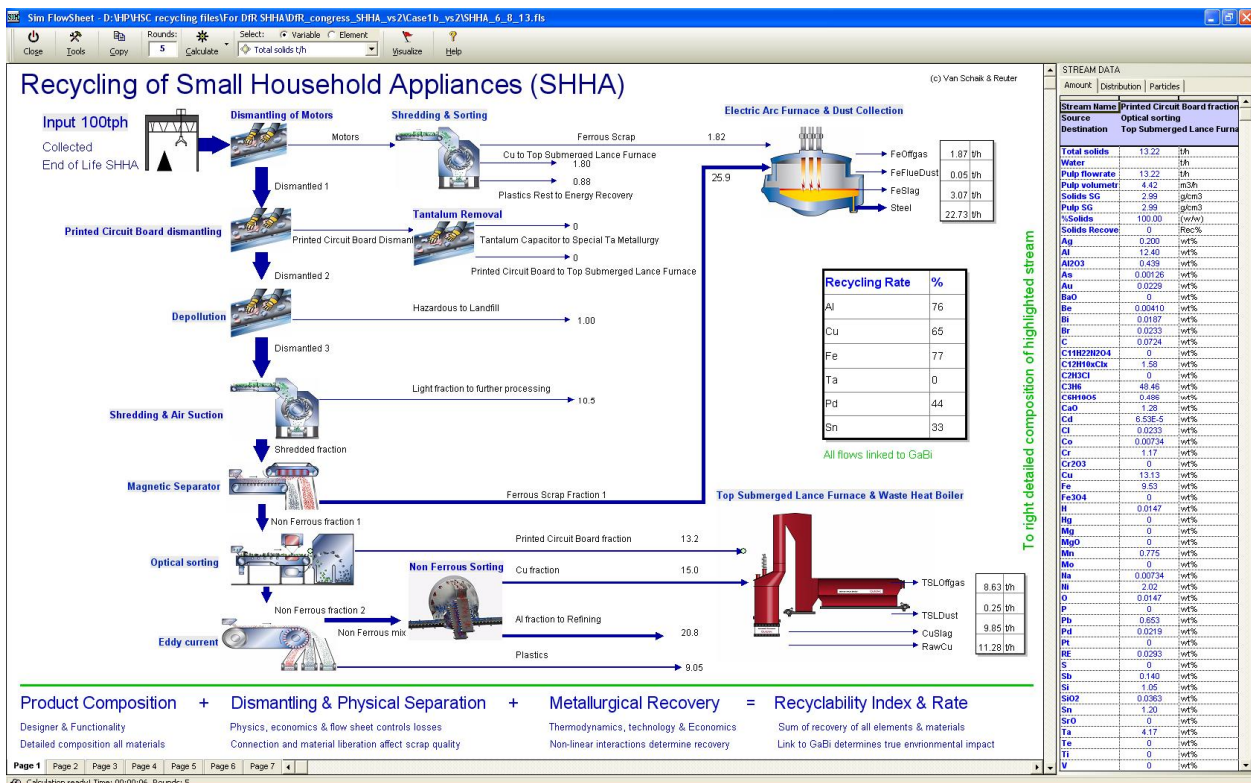 Sim FlowSheet - D:\HP\HSC recycling files\For DfR SHHA\DfR_congress_SHHA_vs2\Case1b_vs2\SHHA_6_8_13.fls
Close
Tools
Copy
Rounds:
5
Calculate
Select:
Variable
Element
Total solids t/h
Visualize
Help
Recycling of Small Household Appliances (SHHA)
(c) Van Schaik & Reuter
Input 100tph
Collected
End of Life SHHA
Dismantling of Motors
Motors
Shredding & Sorting
Ferrous Scrap
1.82
Cu to Top Submerged Lance Furnace
1.80
0.88
Plastics Rest to Energy Recovery
Electric Arc Furnace & Dust Collection
25.9
FeOffgas 1.87 t/h
FeFlueDust 0.05 t/h
FeSlag 3.07 t/h
Steel 22.73 t/h
Dismantled 1
Printed Circuit Board dismantling
Printed Circuit Board Dismant
Tantalum Removal
0
Tantalum Capacitor to Special Ta Metallurgy
0
Printed Circuit Board to Top Submerged Lance Furnace
Dismantled 2
Depollution
Hazardous to Landfill
1.00
Dismantled 3
Shredding & Air Suction
Light fraction to further processing
10.5
Shredded fraction
Magnetic Separator
Ferrous Scrap Fraction 1
Recycling Rate %
Al 76
Cu 65
Fe 77
Ta 0
Pd 44
Sn 33
All flows linked to GaBi
To right detailed composition of highlighted stream
Non Ferrous fraction 1
Optical sorting
Printed Circuit Board fraction
13.2
Non Ferrous Sorting
Cu fraction
15.0
Non Ferrous fraction 2
Non Ferrous mix
Al fraction to Refining
20.8
Eddy current
Plastics
9.05
Top Submerged Lance Furnace & Waste Heat Boiler
TSLOffgas 8.63 t/h
TSLDust 0.25 t/h
CuSlag 9.85 t/h
RawCu 11.28 t/h
Product Composition + Dismantling & Physical Separation + Metallurgical Recovery = Recyclability Index & Rate
Designer & Functionality
Physics, economics & flow sheet controls losses
Thermodynamics, technology & Economics
Sum of recovery of all elements & materials
Detailed composition all materials
Connection and material liberation affect scrap quality
Non-linear interactions determine recovery
Link to GaBi determines true envrionmental impact
Page 1 Page 2 Page 3 Page 4 Page 5 Page 6 Page 7
Calculation ready! Time: 00:00:06 Rounds: 5
STREAM DATA
Amount Distribution Particles
Stream Name Printed Circuit Board fraction
Source Optical sorting
Destination Top Submerged Lance Furna
Total solids 13.22 t/h
Water t/h
Pulp flowrate 13.22 t/h
Pulp volumetr 4.42 m3/h
Solids SG 2.99 g/cm3
Pulp SG 2.99 g/cm3
%Solids 100.00 (w/w)
Solids Recove 0 Rec%
Ag 0.200 wt%
Al 12.40 wt%
Al2O3 0.439 wt%
As 0.00126 wt%
Au 0.0229 wt%
BaO 0 wt%
Be 0.00410 wt%
Bi 0.0187 wt%
Br 0.0233 wt%
C 0.0724 wt%
C11H22N2O4 0 wt%
C12H10xClx 1.58 wt%
C2H3Cl 0 wt%
C3H6 48.46 wt%
C6H10O5 0.486 wt%
CaO 1.28 wt%
Cd 6.53E-5 wt%
Cl 0.0233 wt%
Co 0.00734 wt%
Cr 1.17 wt%
Cr2O3 0 wt%
Cu 13.13 wt%
Fe 9.53 wt%
Fe3O4 0 wt%
H 0.0147 wt%
Hg 0 wt%
Mg 0 wt%
MgO 0 wt%
Mn 0.775 wt%
Mo 0 wt%
Na 0.00734 wt%
Ni 2.02 wt%
O 0.0147 wt%
P 0 wt%
Pb 0.653 wt%
Pd 0.0219 wt%
Pt 0 wt%
RE 0.0293 wt%
S 0 wt%
Sb 0.140 wt%
Si 1.05 wt%
SiO2 0.0363 wt%
Sn 1.20 wt%
SrO 0 wt%
Ta 4.17 wt%
Te 0 wt%
Ti 0 wt%
V 0 wt%